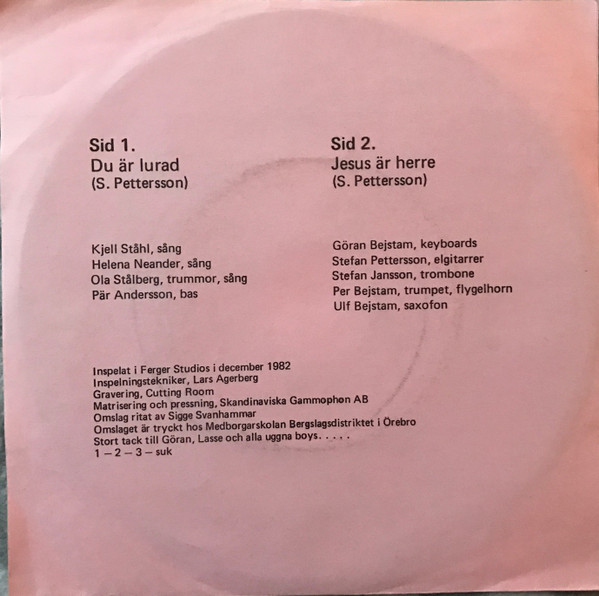 Sid 1.
Du är lurad
(S. Pettersson)
Sid 2.
Jesus är herre
(S. Pettersson)
Kjell Ståhl, sång
Helena Neander, sång
Ola Stålberg, trummor, sång
Pär Andersson, bas
Göran Bejstam, keyboards
Stefan Pettersson, elgitarrer
Stefan Jansson, trombone
Per Bejstam, trumpet, flygelhorn
Ulf Bejstam, saxofon
Inspelat i Ferger Studios i december 1982
Inspelningstekniker, Lars Agerberg
Gravering, Cutting Room
Matrisering och pressning, Skandinaviska Gammophon AB
Omslag ritat av Sigge Svanhammar
Omslaget är tryckt hos Medborgarskolan Bergslagsdistriktet i Örebro
Stort tack till Göran, Lasse och alla uggna boys. . . . .
1 – 2 – 3 – suk